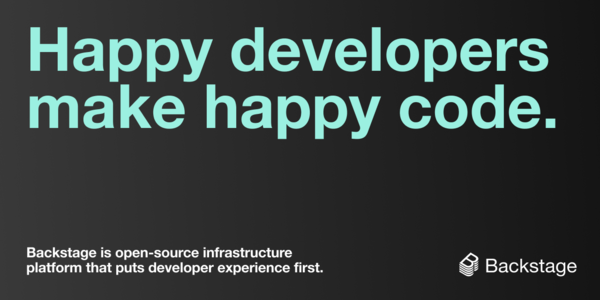 Happy developers
make happy code.
Backstage is open-source infrastructure
platform that puts developer experience first.
Backstage